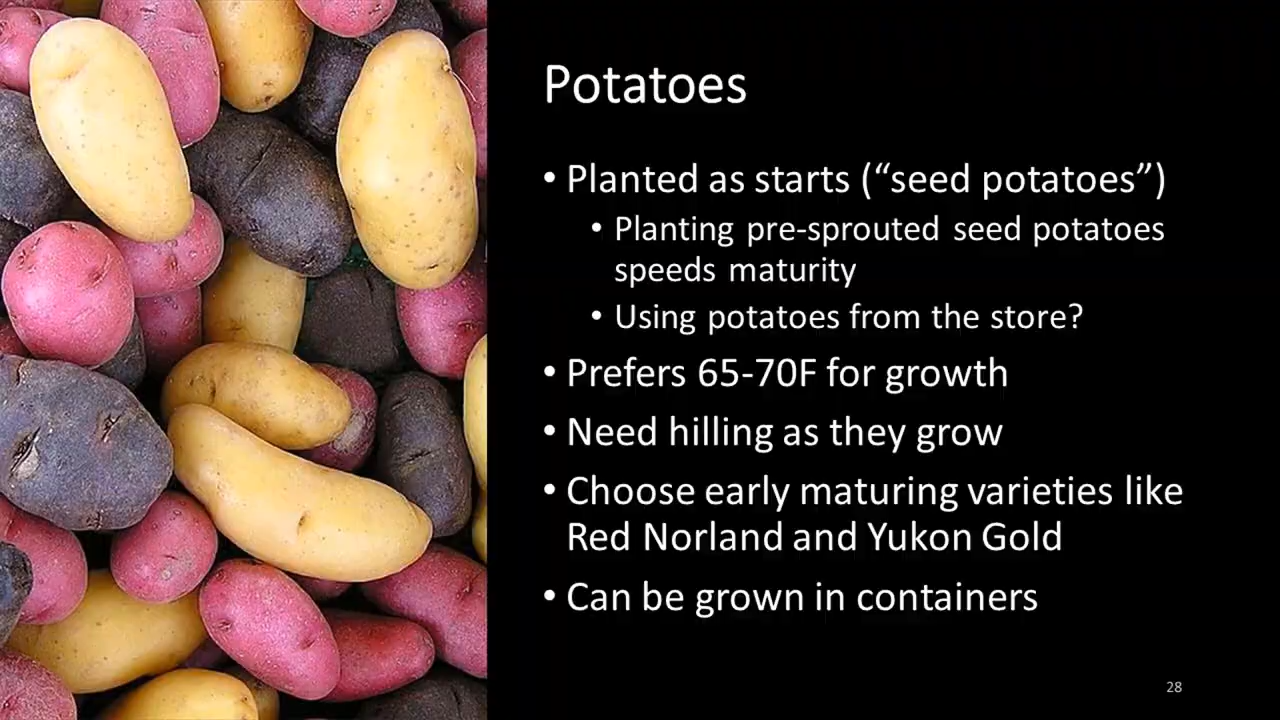 Potatoes
• Planted as starts (“seed potatoes”)
• Planting pre-sprouted seed potatoes
speeds maturity
• Using potatoes from the store?
• Prefers 65-70F for growth
• Need hilling as they grow
• Choose early maturing varieties like
Red Norland and Yukon Gold
• Can be grown in containers
28